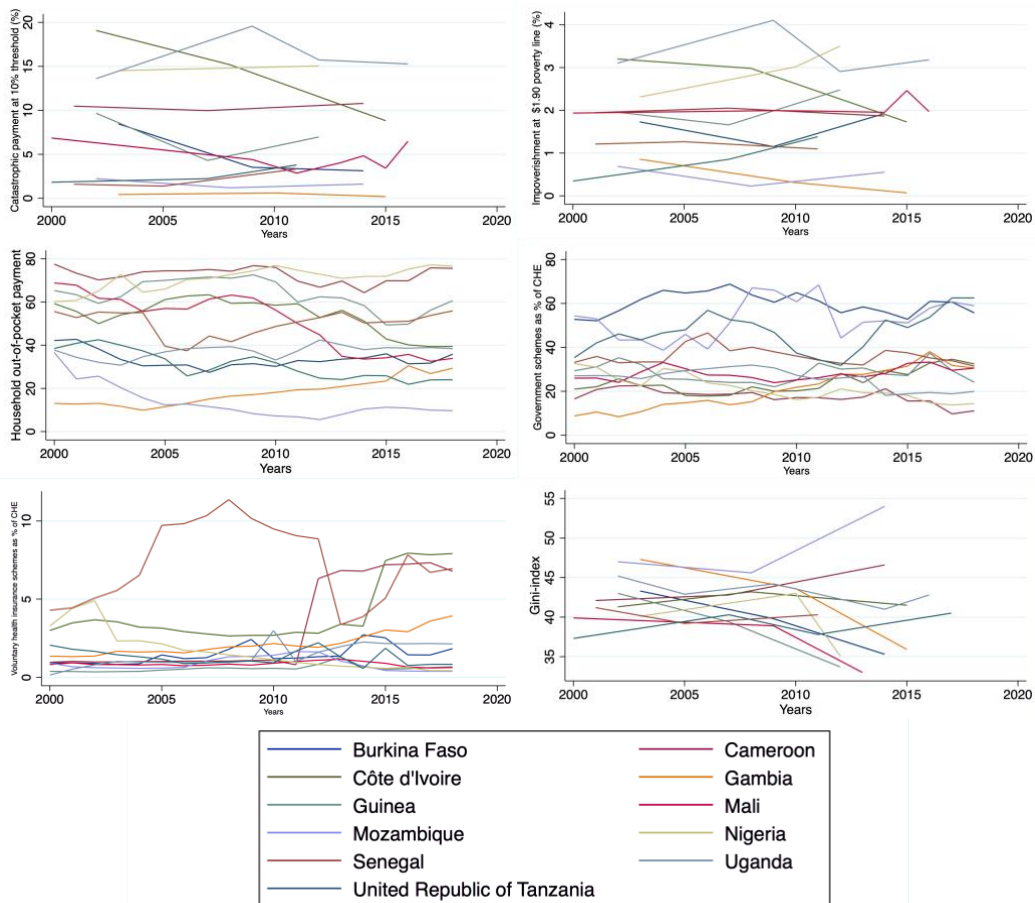 Catastrophic payment at 10% threshold (%)
20
15
10
5
0
2000 2005 2010 2015 2020
Years
Impoverishment at $1.90 poverty line (%)
4
3
2
1
0
2000 2005 2010 2015 2020
Years
Household out-of-pocket payment
80
60
40
20
0
2000 2005 2010 2015 2020
Years
Government schemes as % of CHE
80
60
40
20
0
2000 2005 2010 2015 2020
Years
Voluntary health insurance schemes as % of CHE
10
5
0
2000 2005 2010 2015 2020
Years
Gini-index
55
50
45
40
35
2000 2005 2010 2015 2020
Years
Burkina Faso Cameroon
Côte d'Ivoire Gambia
Guinea Mali
Mozambique Nigeria
Senegal Uganda
United Republic of Tanzania